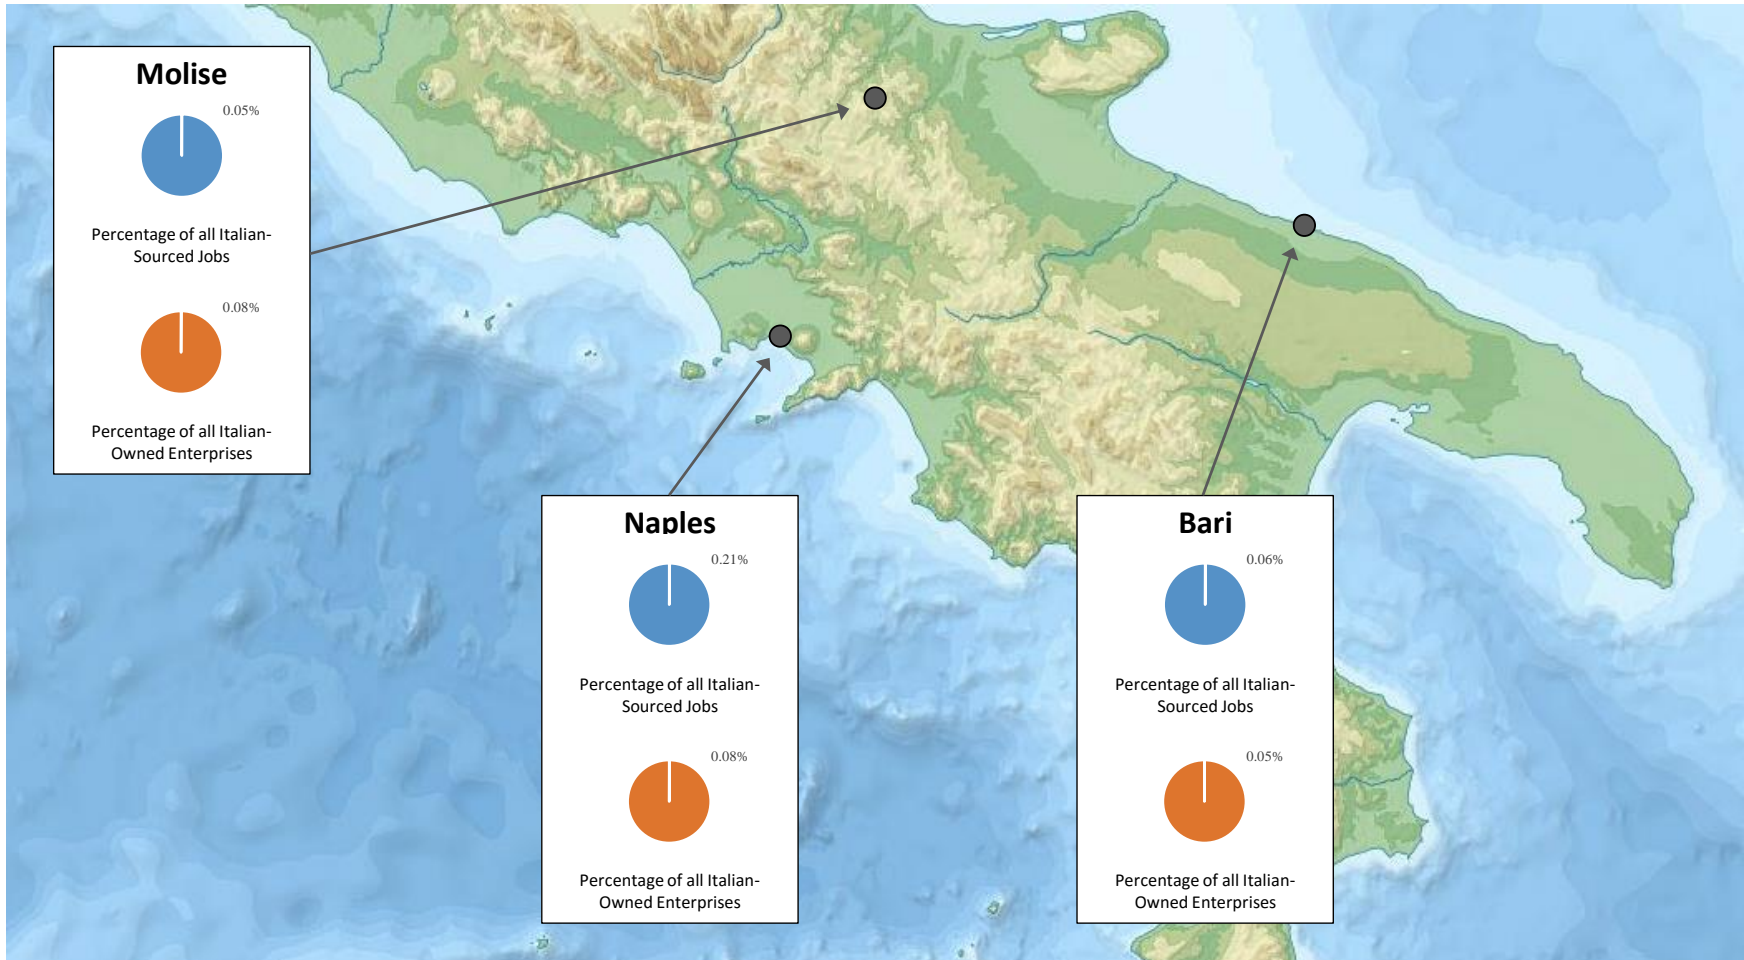 Molise
0.05%
Percentage of all Italian-
Sourced Jobs
0.08%
Percentage of all Italian-
Owned Enterprises
Naples
0.21%
Percentage of all Italian-
Sourced Jobs
0.08%
Percentage of all Italian-
Owned Enterprises
Bari
0.06%
Percentage of all Italian-
Sourced Jobs
0.05%
Percentage of all Italian-
Owned Enterprises